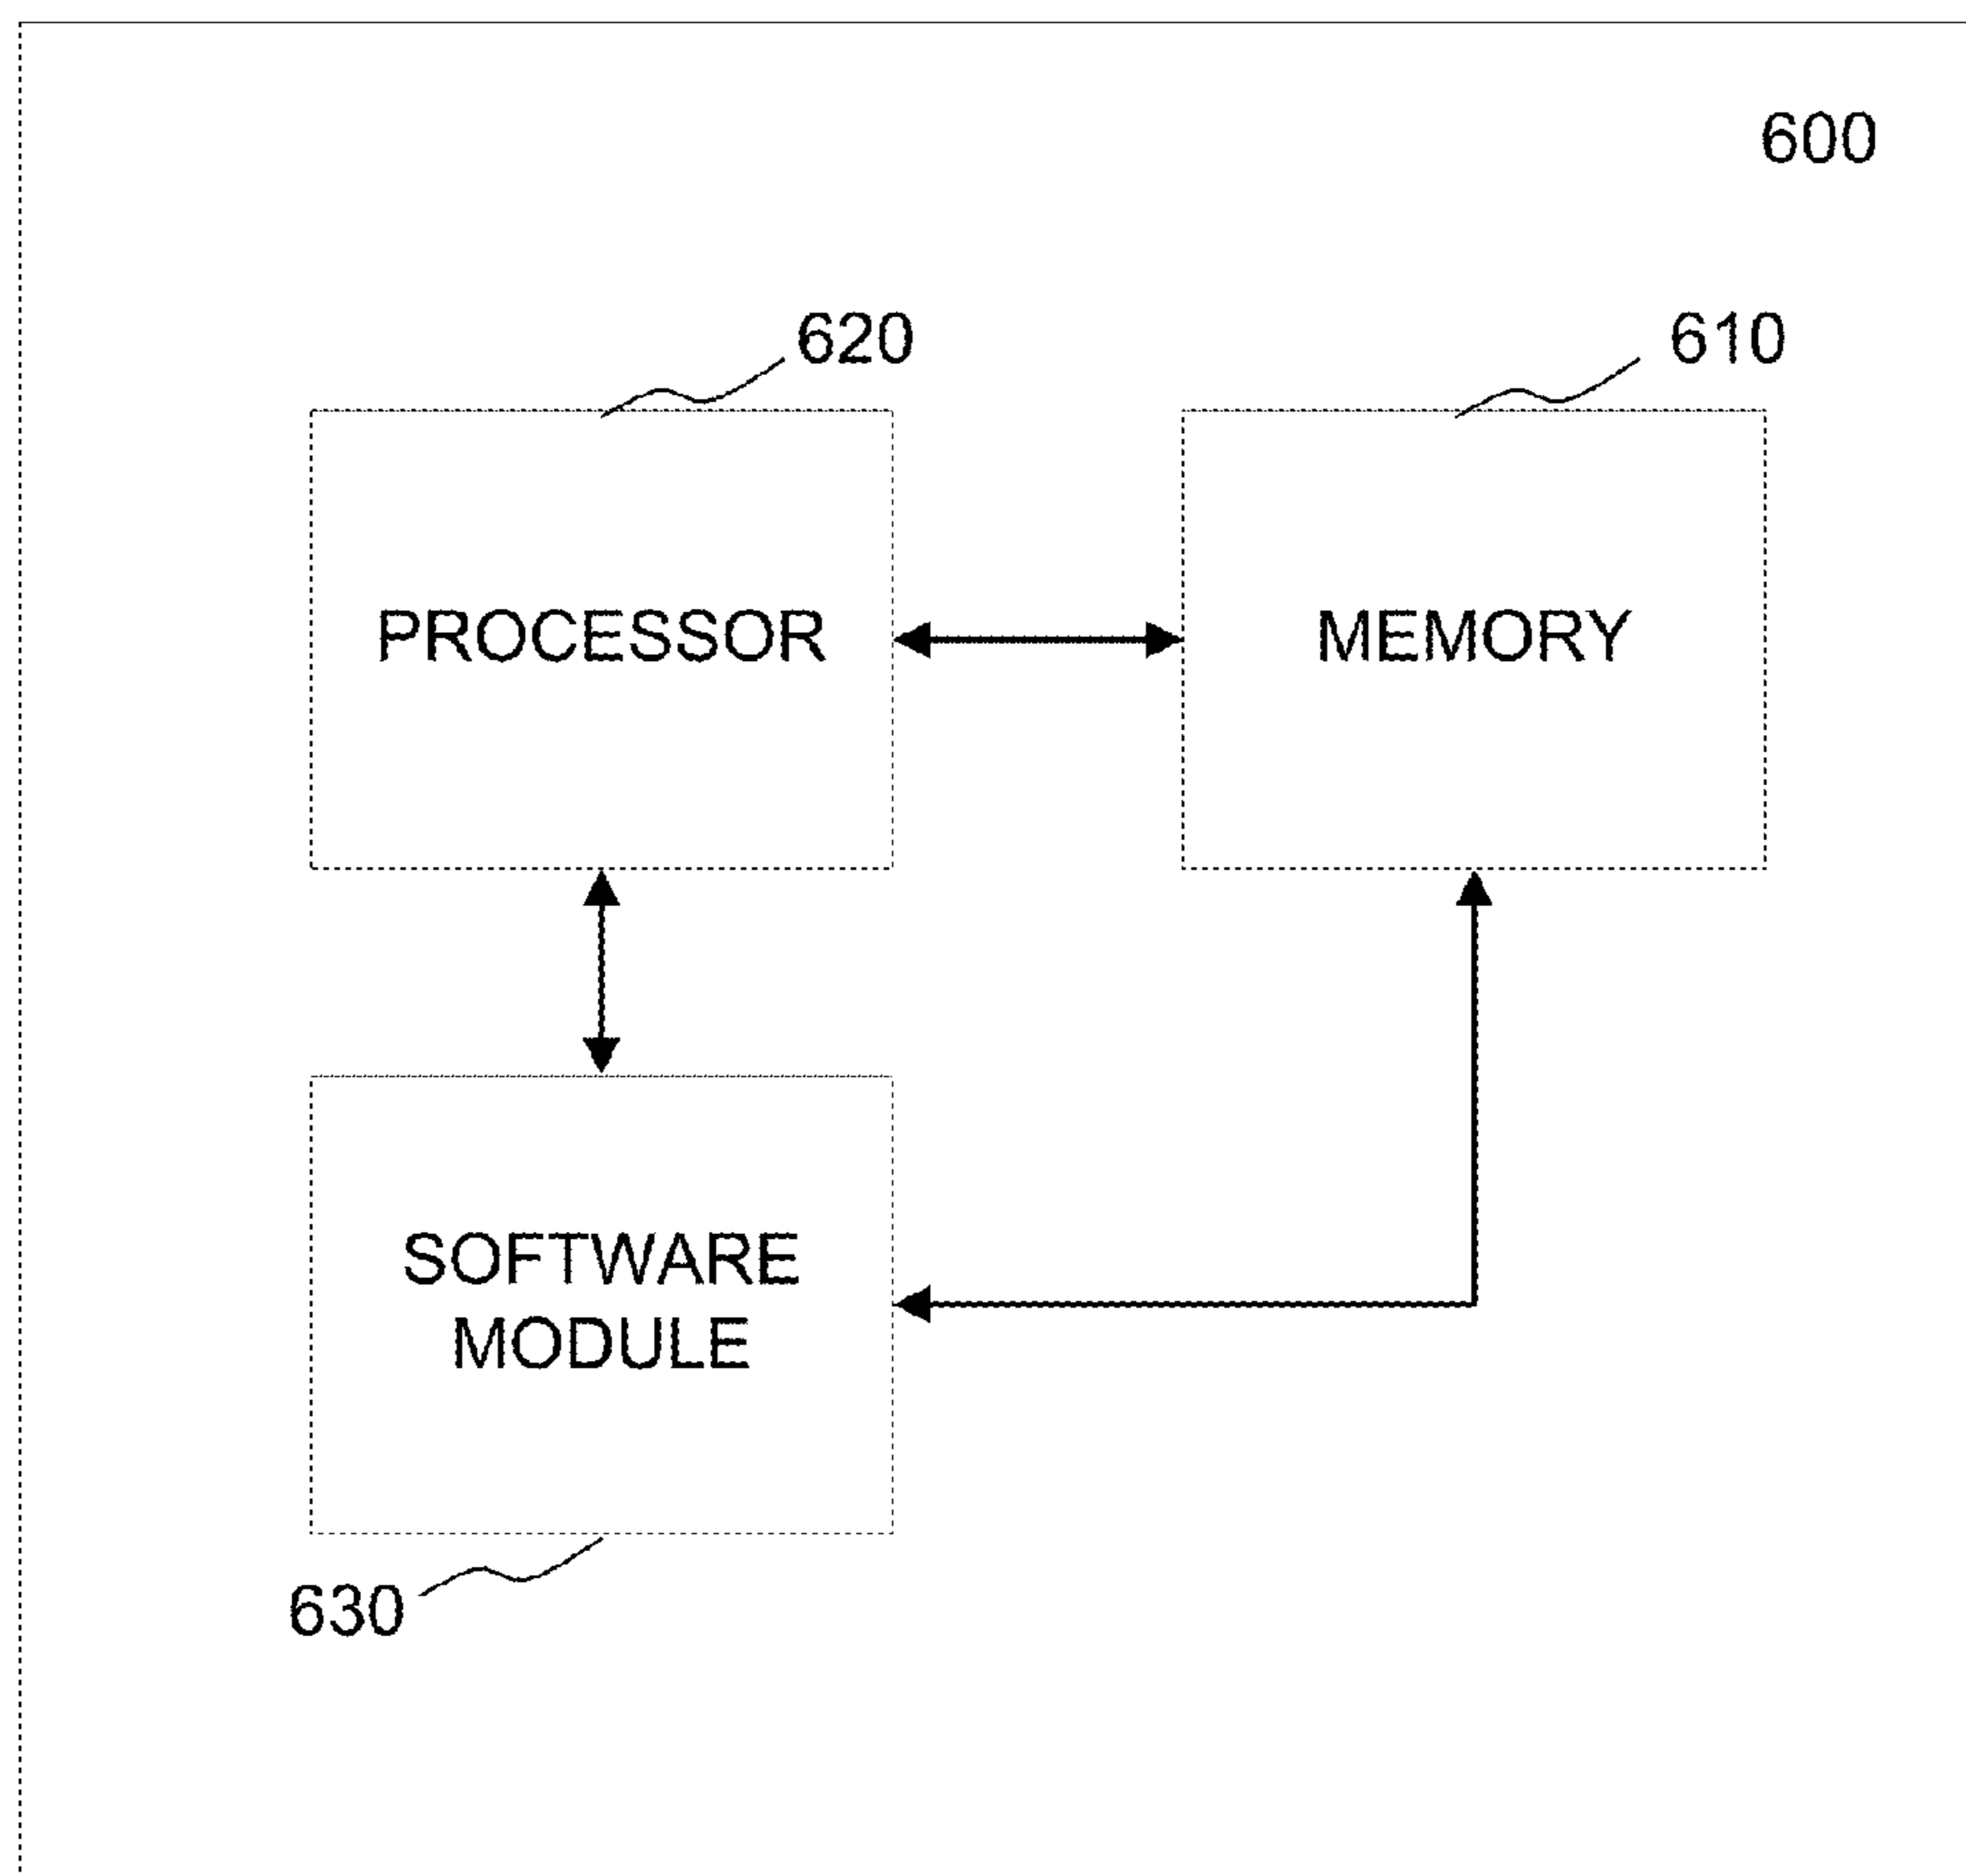 600
620
610
PROCESSOR
MEMORY
SOFTWARE
MODULE
630